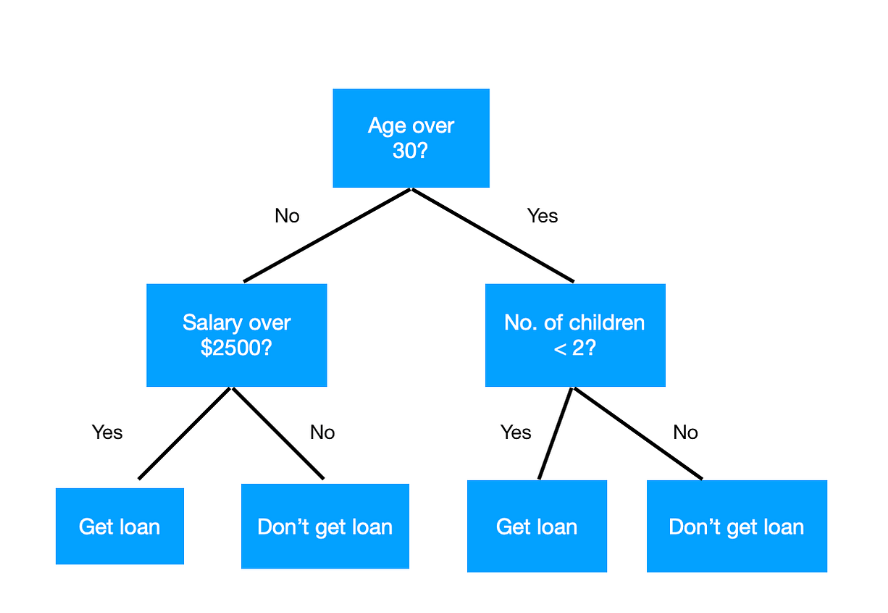 Age over
30?
No
Yes
Salary over
$2500?
No. of children
< 2?
Yes
No
Yes
No
Get loan
Don’t get loan
Get loan
Don’t get loan